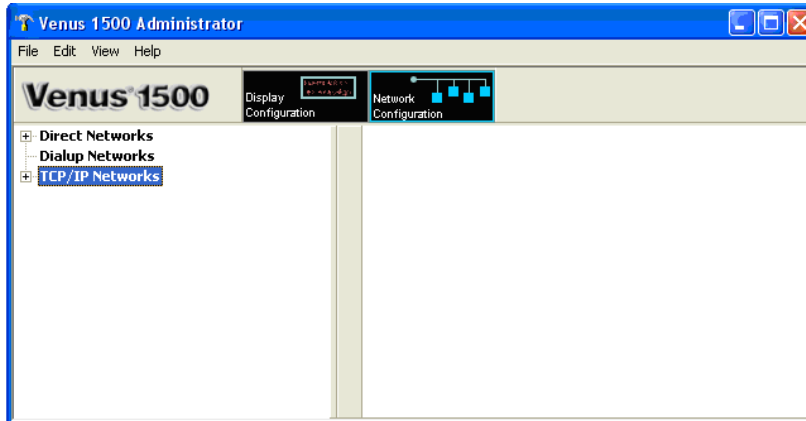 Venus 1500 Administrator
File Edit View Help
Venus 1500
Display
Configuration
Network
Configuration
Direct Networks
Dialup Networks
TCP/IP Networks